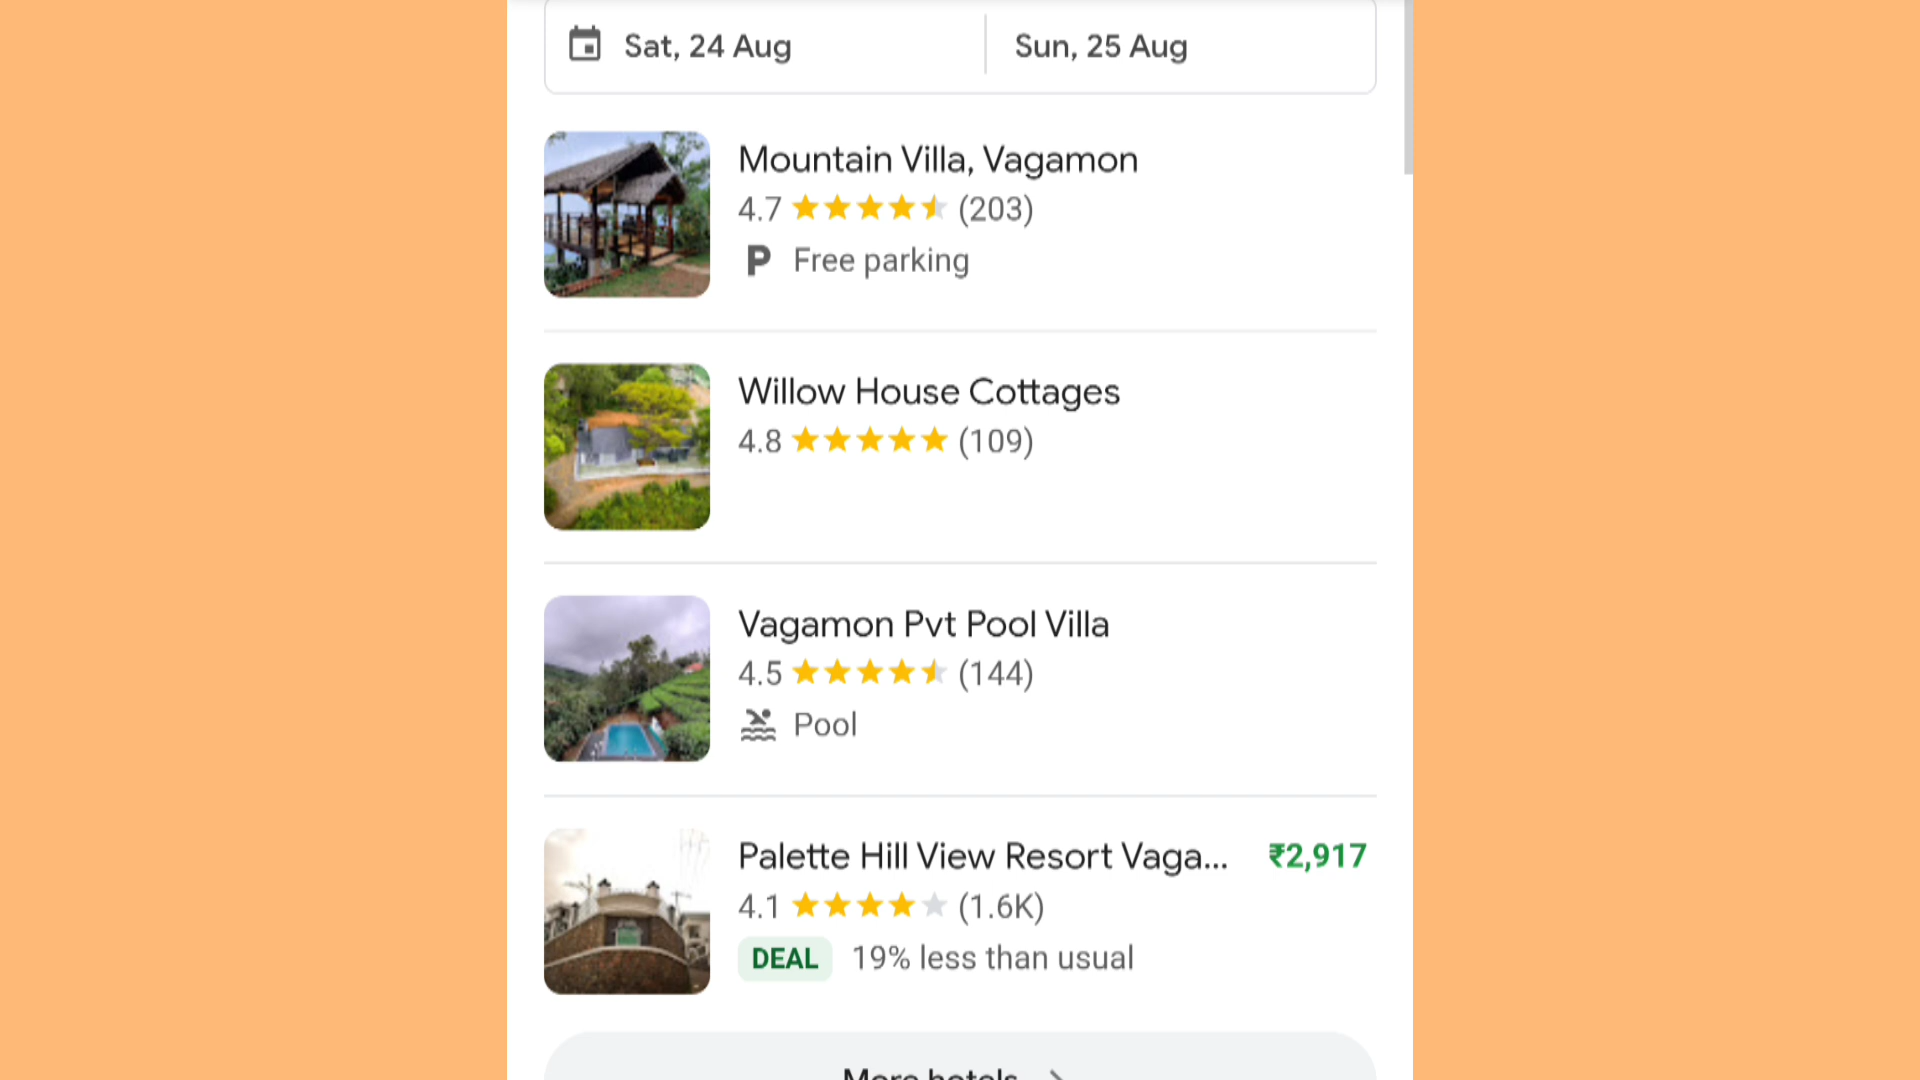 Sat, 24 Aug
Sun, 25 Aug
Mountain Villa, Vagamon
4.7 (203)
P Free parking
Willow House Cottages
4.8 (109)
Vagamon Pvt Pool Villa
4.5 (144)
Pool
Palette Hill View Resort Vaga... ₹2,917
4.1 (1.6K)
DEAL 19% less than usual
More hotels